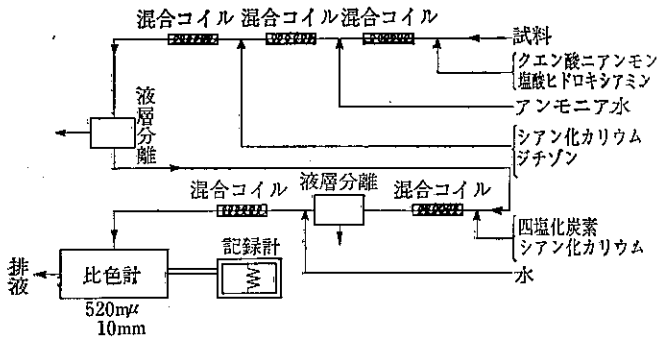 混合コイル 混合コイル 混合コイル
試料
クエン酸ニアンモン
塩酸ヒドロキシアミン
アンモニア水
シアン化カリウム
ジチゾン
液層分離
混合コイル 液層分離 混合コイル
四塩化炭素
シアン化カリウム
水
記録計
排液
比色計
520mμ
10mm